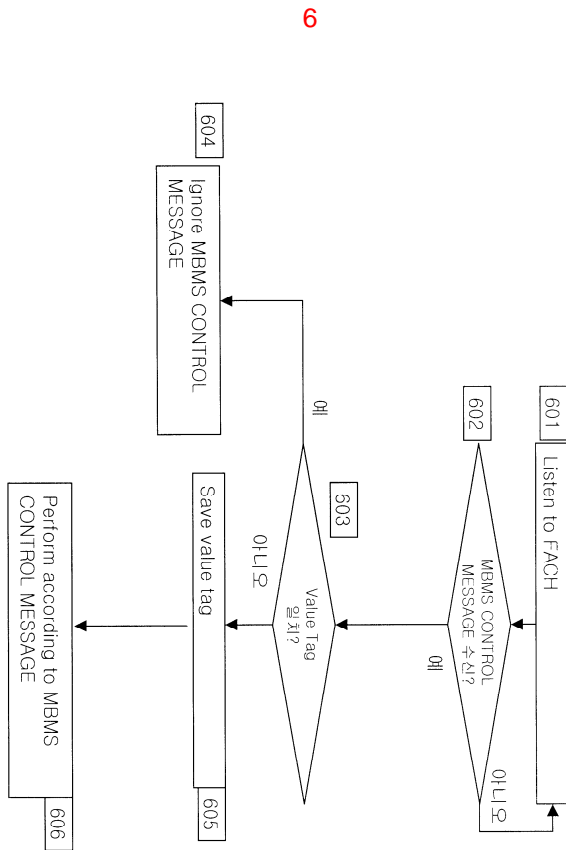 6
601
Listen to FACH
602
MBMS CONTROL
MESSAGE 수신?
아니오
예
603
Value Tag
일치?
예
아니오
604
Ignore MBMS CONTROL
MESSAGE
Save value tag
605
Perform according to MBMS
CONTROL MESSAGE
606